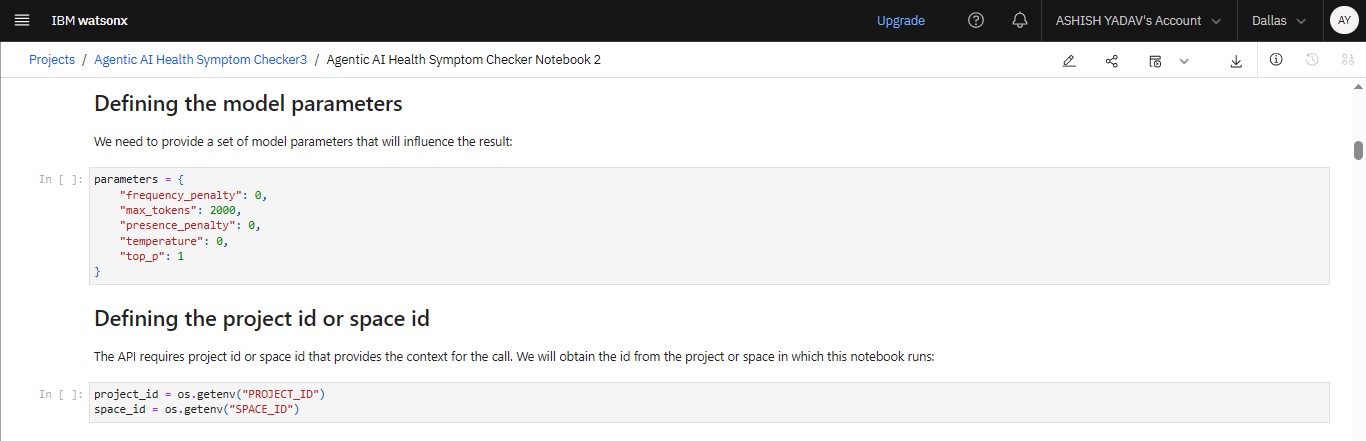 IBM watsonx
Upgrade
ASHISH YADAV's Account
Dallas
AY
Projects / Agentic AI Health Symptom Checker3 / Agentic AI Health Symptom Checker Notebook 2
Defining the model parameters
We need to provide a set of model parameters that will influence the result:
In [ ]: parameters = {
"frequency_penalty": 0,
"max_tokens": 2000,
"presence_penalty": 0,
"temperature": 0,
"top_p": 1
}
Defining the project id or space id
The API requires project id or space id that provides the context for the call. We will obtain the id from the project or space in which this notebook runs:
In [ ]: project_id = os.getenv("PROJECT_ID")
space_id = os.getenv("SPACE_ID")